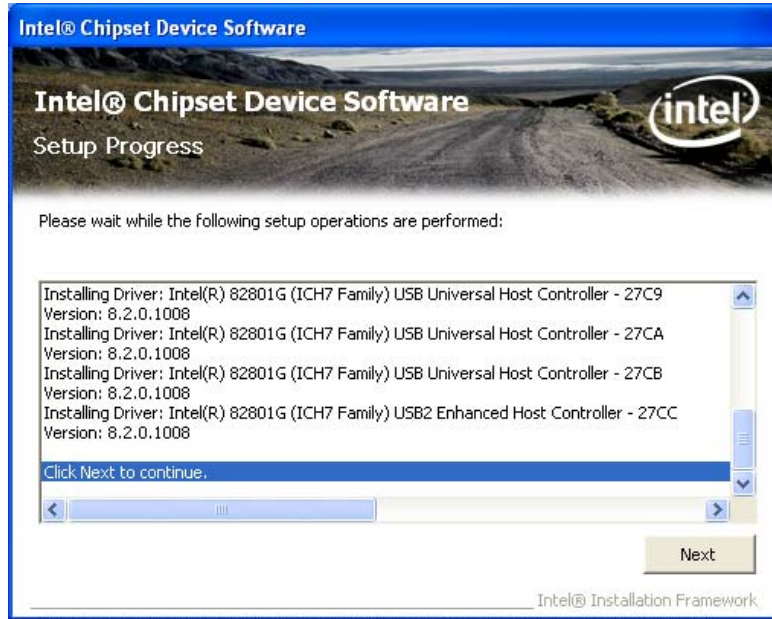 Intel® Chipset Device Software
Intel® Chipset Device Software
intel
Setup Progress
Please wait while the following setup operations are performed:
Installing Driver: Intel(R) 82801G (ICH7 Family) USB Universal Host Controller - 27C9
Version: 8.2.0.1008
Installing Driver: Intel(R) 82801G (ICH7 Family) USB Universal Host Controller - 27CA
Version: 8.2.0.1008
Installing Driver: Intel(R) 82801G (ICH7 Family) USB Universal Host Controller - 27CB
Version: 8.2.0.1008
Installing Driver: Intel(R) 82801G (ICH7 Family) USB2 Enhanced Host Controller - 27CC
Version: 8.2.0.1008
Click Next to continue.
Next
Intel® Installation Framework